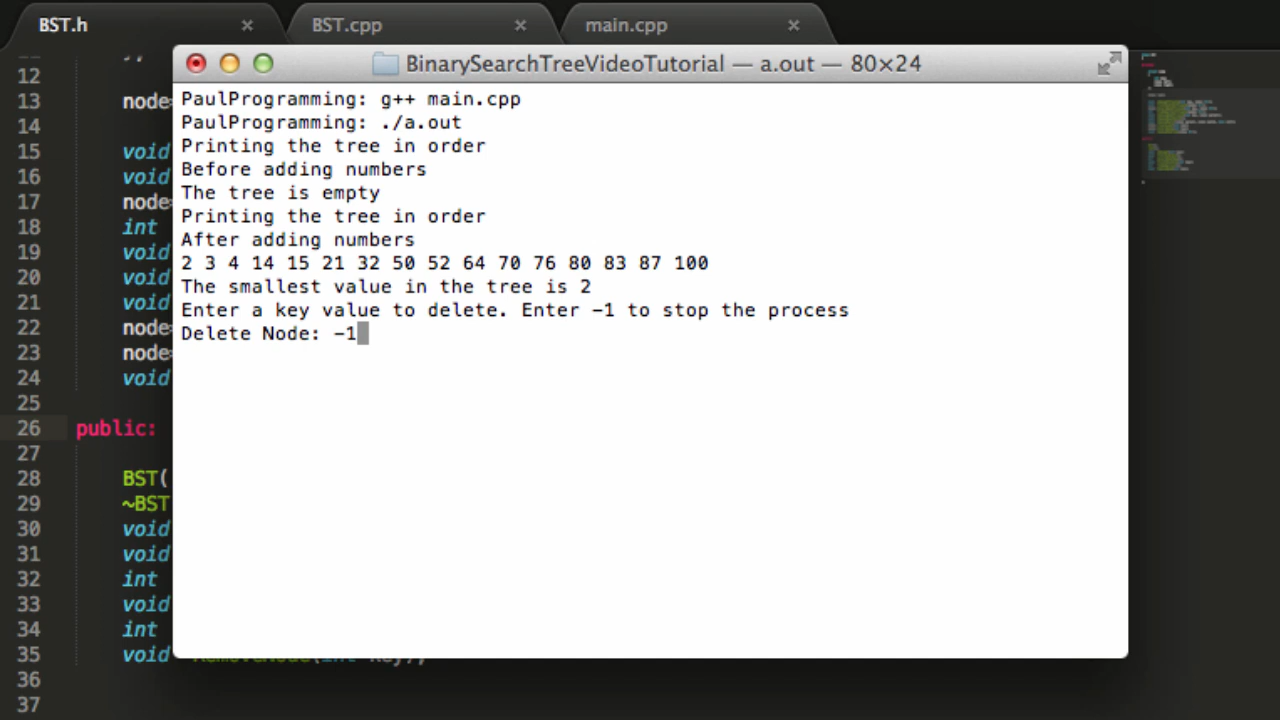 BST.h × BST.cpp × main.cpp ×
BinarySearchTreeVideoTutorial — a.out — 80×24
PaulProgramming: g++ main.cpp
PaulProgramming: ./a.out
Printing the tree in order
Before adding numbers
The tree is empty
Printing the tree in order
After adding numbers
2 3 4 14 15 21 32 50 52 64 70 76 80 83 87 100
The smallest value in the tree is 2
Enter a key value to delete. Enter -1 to stop the process
Delete Node: -1
12
13 node
14
15 void
16 void
17 node
18 int
19 void
20 void
21 void
22 node
23 node
24 void
25
26 public:
27
28 BST(
29 ~BST
30 void
31 void
32 int
33 void
34 int
35 void
36
37